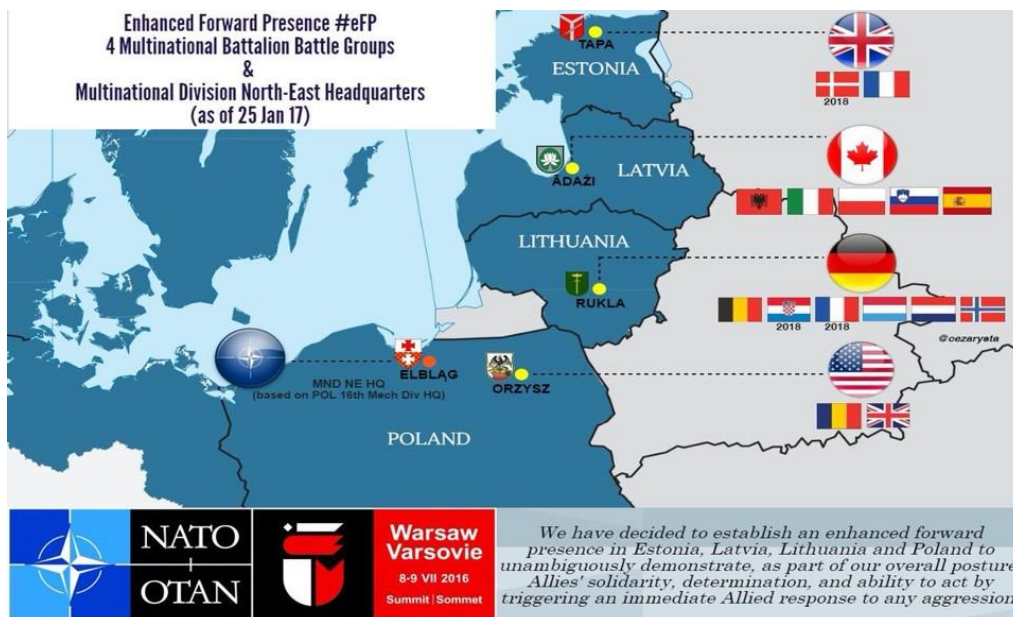 Enhanced Forward Presence #eFP
4 Multinational Battalion Battle Groups
&
Multinational Division North-East Headquarters
(as of 25 Jan 17)
TAPA
ESTONIA
2018
ĀDAŽI
LATVIA
LITHUANIA
RUKLA
2018
2018
@cezarysta
ELBLĄG
MND NE HQ
(based on POL 16th Mech Div HQ)
ORZYSZ
POLAND
NATO
OTAN
Warsaw
Varsovie
8-9 VII 2016
Summit | Sommet
We have decided to establish an enhanced forward
presence in Estonia, Latvia, Lithuania and Poland to
unambiguously demonstrate, as part of our overall posture
Allies' solidarity, determination, and ability to act by
triggering an immediate Allied response to any aggression